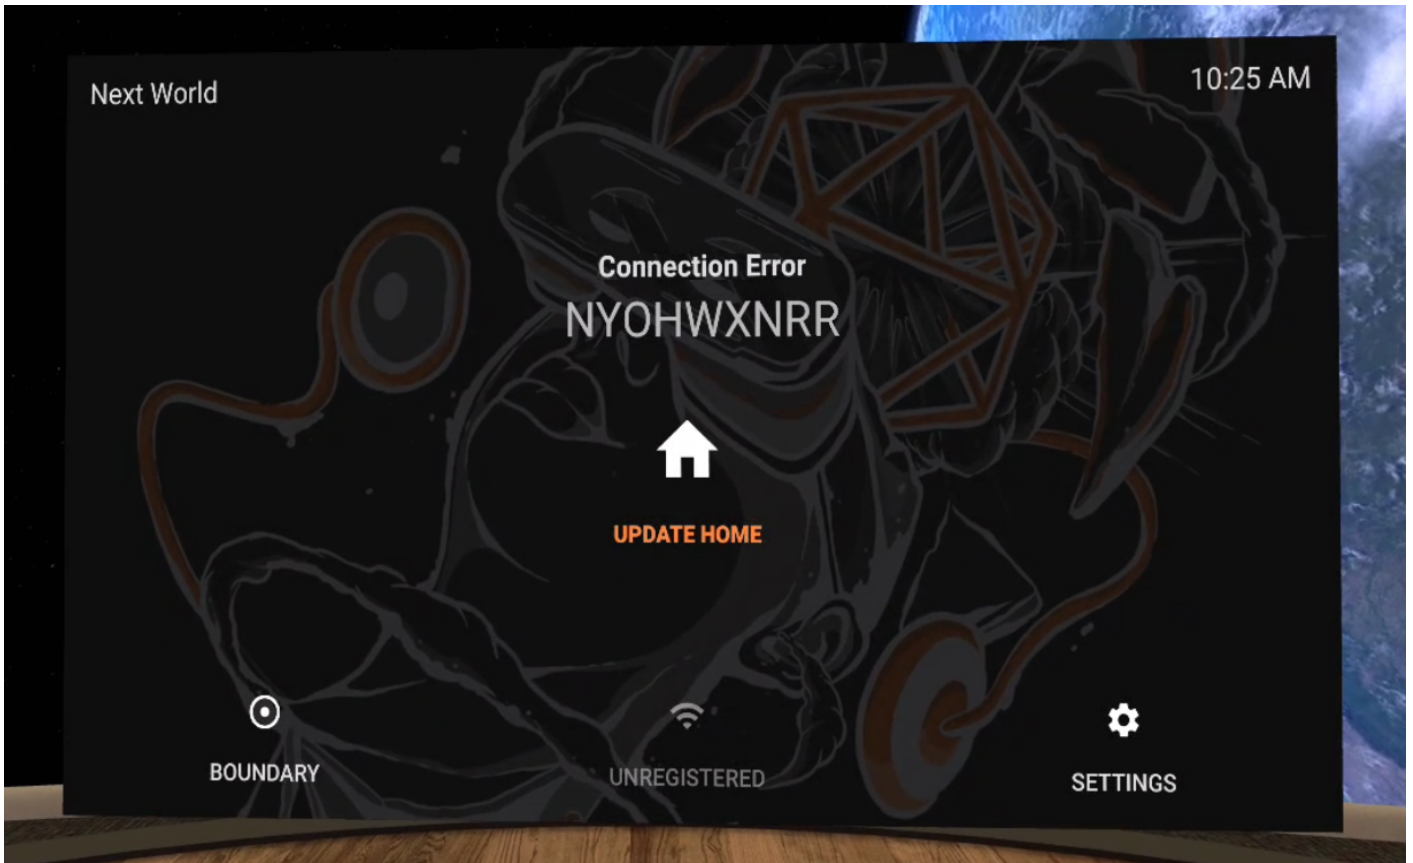 Next World
10:25 AM
Connection Error
NYOHWXNRR
UPDATE HOME
BOUNDARY
UNREGISTERED
SETTINGS